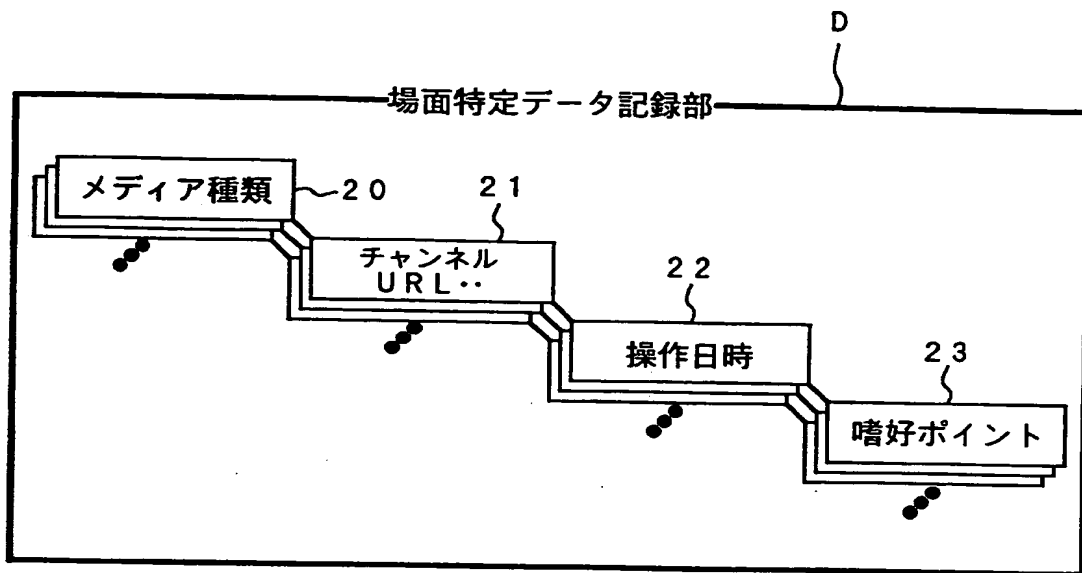 D
場面特定データ記録部
メディア種類
20
21
チャンネル
URL‥
22
操作日時
23
嗜好ポイント